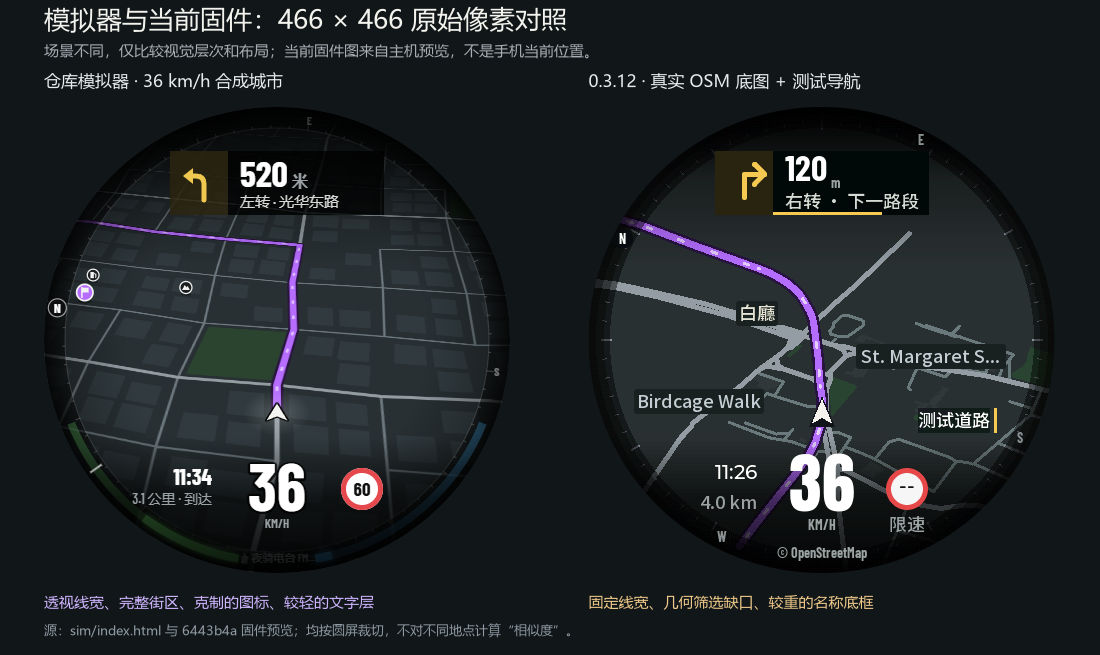 模拟器与当前固件：466 × 466 原始像素对照
场景不同，仅比较视觉层次和布局；当前固件图来自主机预览，不是手机当前位置。
仓库模拟器 · 36 km/h 合成城市
0.3.12 · 真实 OSM 底图 + 测试导航
E
520 米
左转 · 光华东路
N
S
11:34
3.1 公里 · 到达
36
KM/H
60
夜骑电台 FM
E
120 m
右转 · 下一路段
N
白廳
St. Margaret S...
Birdcage Walk
测试道路
S
11:26
4.0 km
36
KM/H
--
限速
W
© OpenStreetMap
透视线宽、完整街区、克制的图标、较轻的文字层
固定线宽、几何筛选缺口、较重的名称底框
源：sim/index.html 与 6443b4a 固件预览；均按圆屏裁切，不对不同地点计算“相似度”。